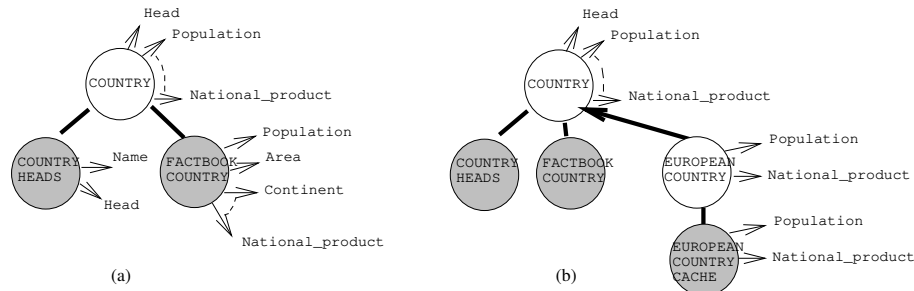 Head
Population
COUNTRY
National_product
COUNTRY
HEADS
Name
Head
FACTBOOK
COUNTRY
Population
Area
Continent
National_product
(a)
Head
Population
COUNTRY
National_product
COUNTRY
HEADS
FACTBOOK
COUNTRY
EUROPEAN
COUNTRY
Population
National_product
EUROPEAN
COUNTRY
CACHE
Population
National_product
(b)